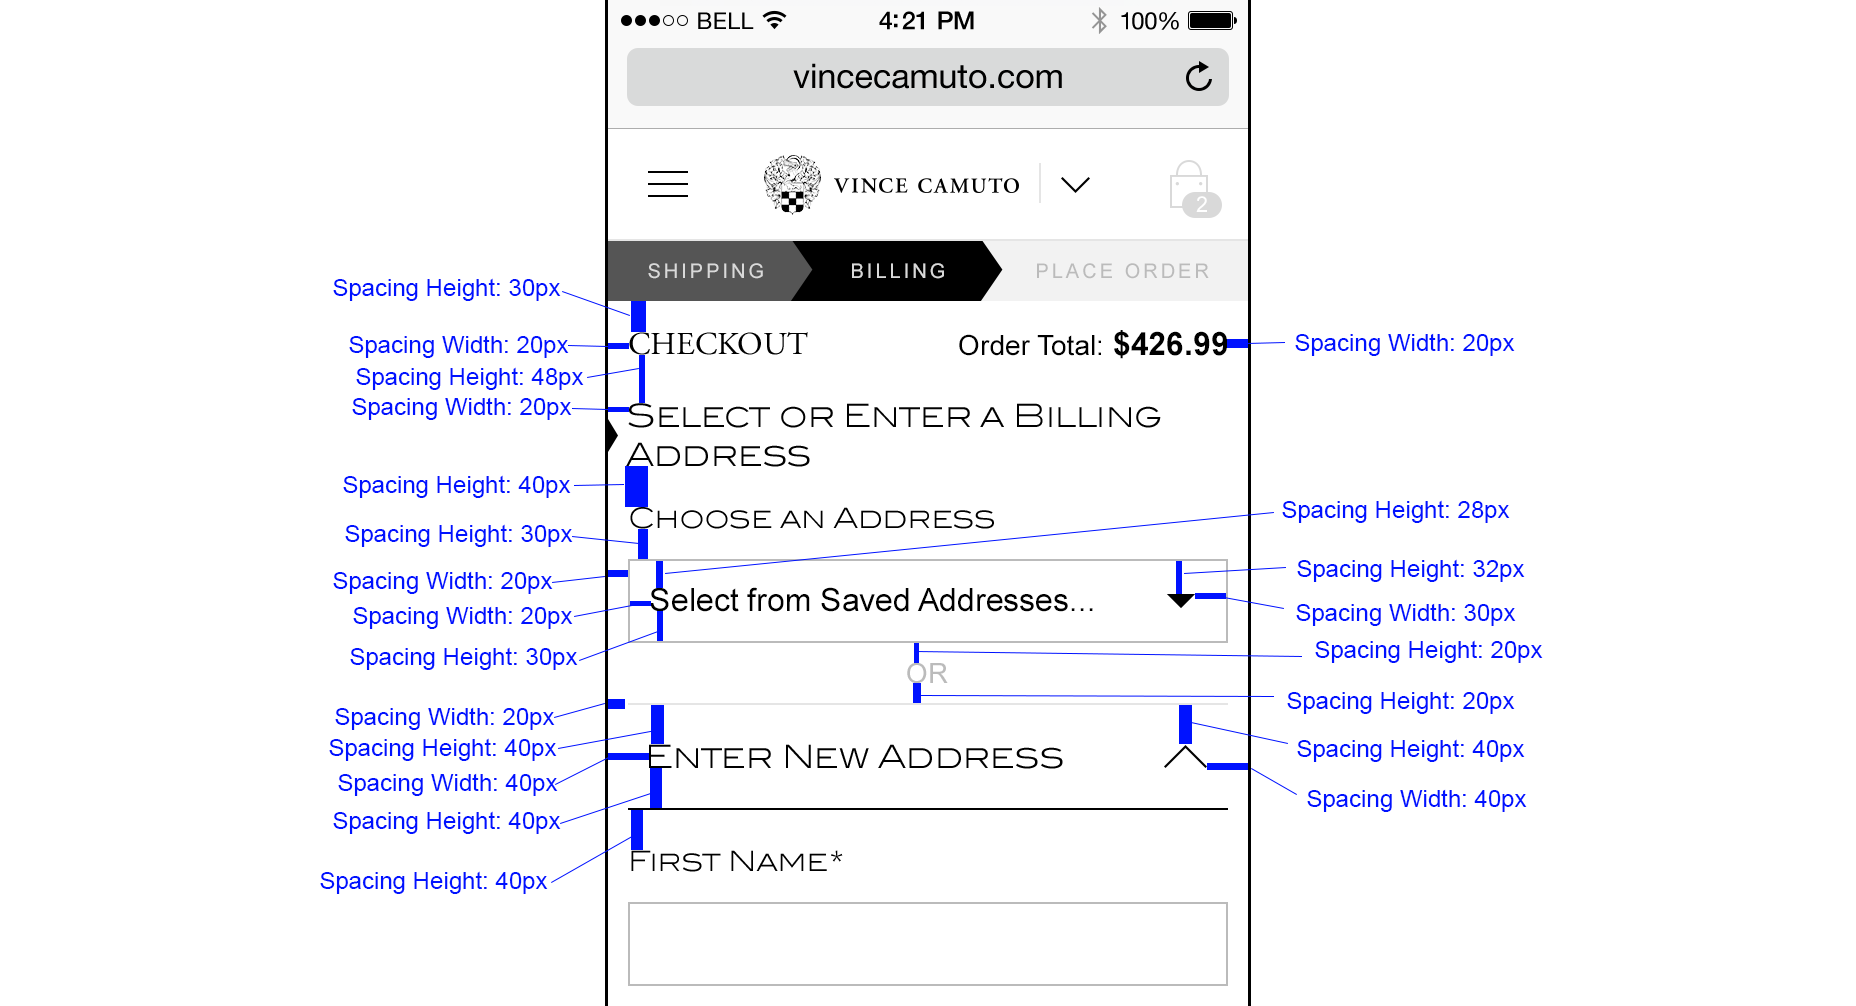 BELL 4:21 PM 100%
vincecamuto.com
VINCE CAMUTO
2
SHIPPING BILLING PLACE ORDER
Spacing Height: 30px
Spacing Width: 20px CHECKOUT Order Total: $426.99 Spacing Width: 20px
Spacing Height: 48px
Spacing Width: 20px SELECT OR ENTER A BILLING
ADDRESS
Spacing Height: 40px
CHOOSE AN ADDRESS Spacing Height: 28px
Spacing Height: 30px
Spacing Height: 32px
Spacing Width: 20px
Select from Saved Addresses...
Spacing Width: 20px Spacing Width: 30px
Spacing Height: 30px Spacing Height: 20px
OR
Spacing Height: 20px
Spacing Width: 20px
Spacing Height: 40px ENTER NEW ADDRESS Spacing Height: 40px
Spacing Width: 40px
Spacing Width: 40px
Spacing Height: 40px
FIRST NAME*
Spacing Height: 40px